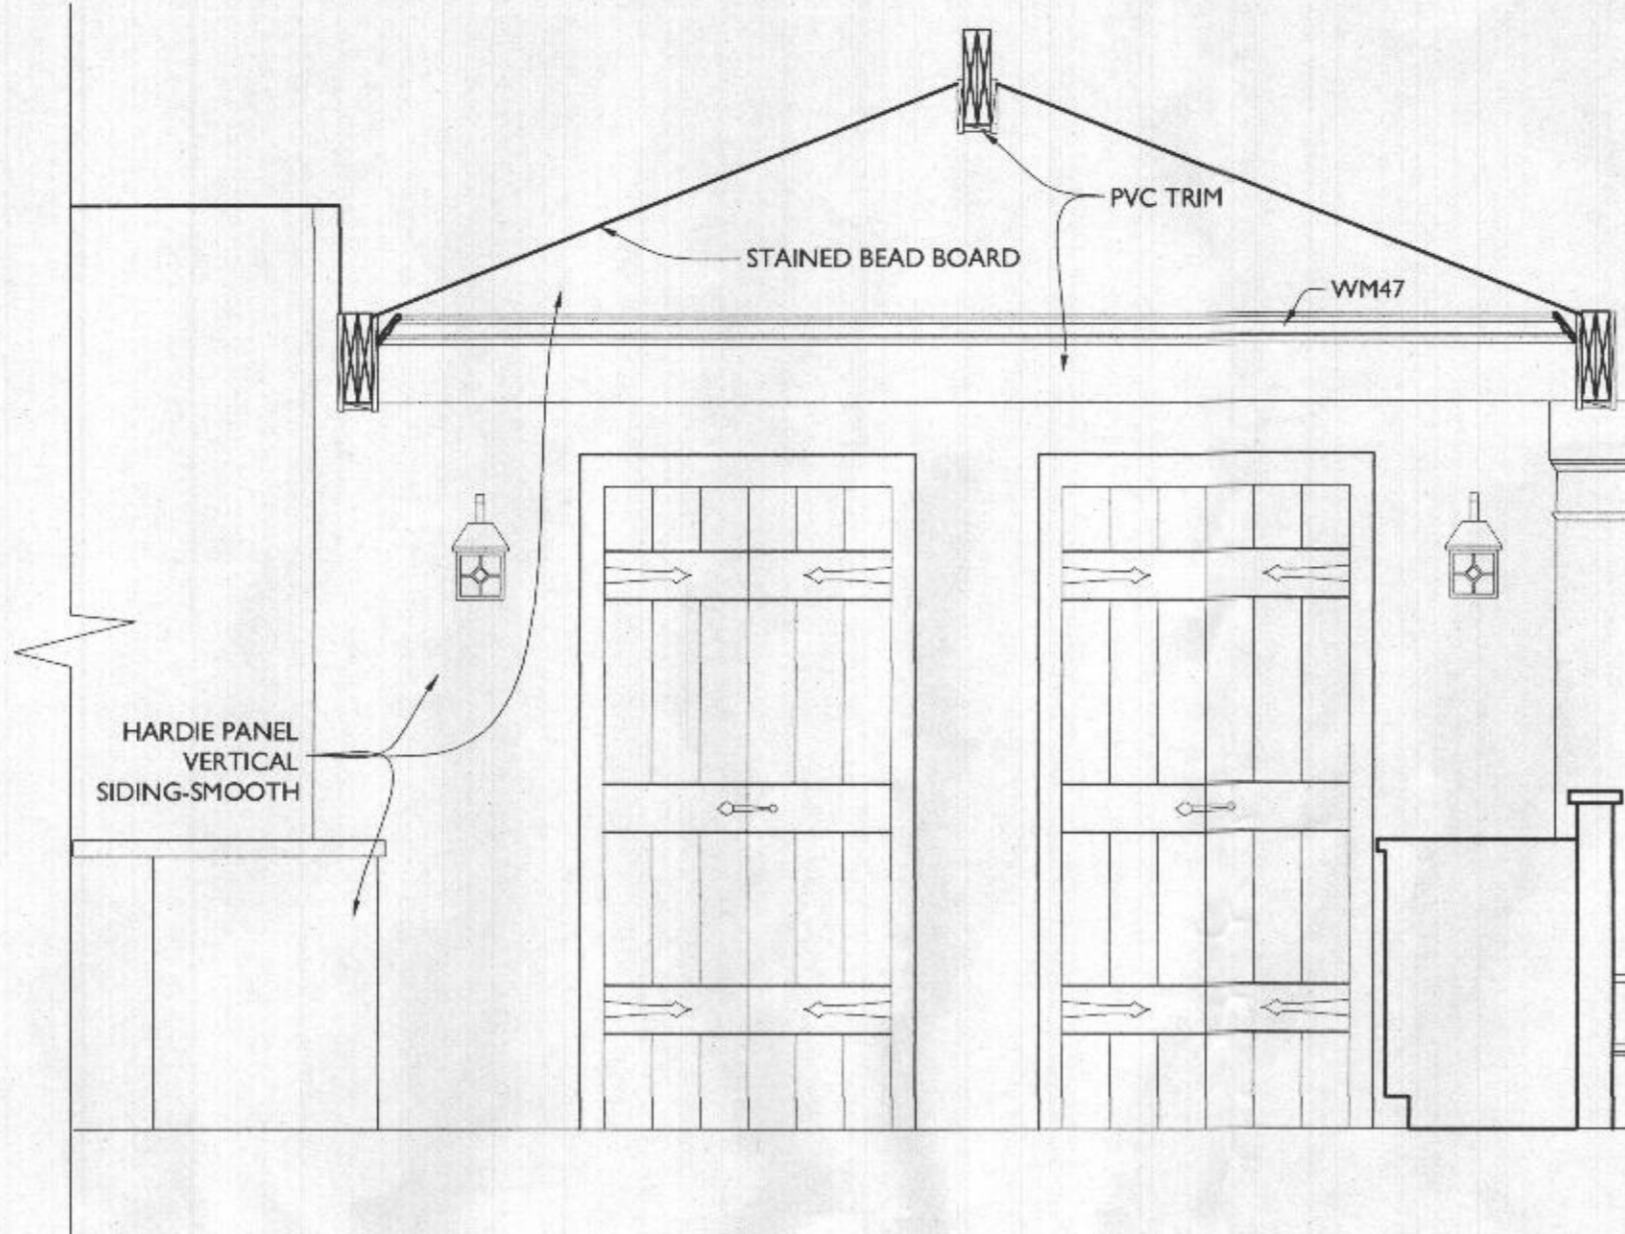 PVC TRIM
STAINED BEAD BOARD
WM47
HARDIE PANEL
VERTICAL
SIDING-SMOOTH